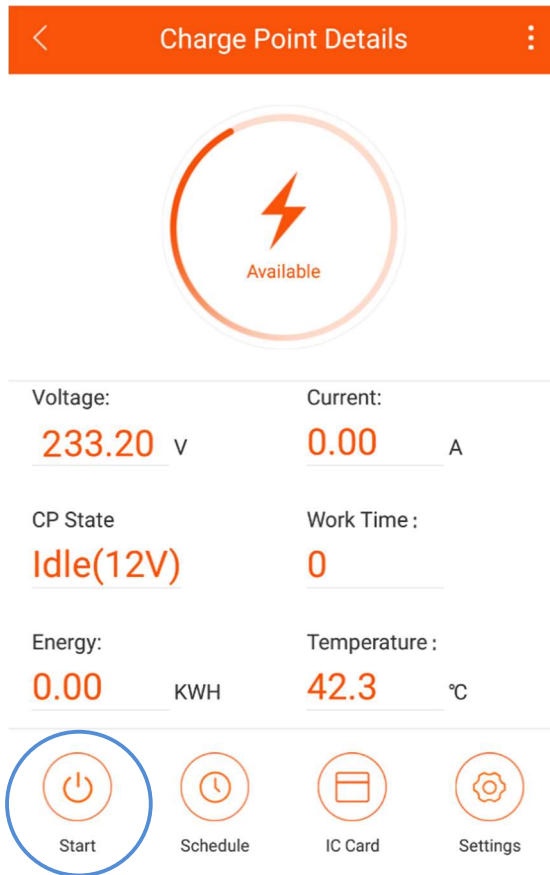 Charge Point Details
Available
Voltage: Current:
233.20 V 0.00 A
CP State Work Time :
Idle(12V) 0
Energy: Temperature :
0.00 KWH 42.3 ℃
Start Schedule IC Card Settings